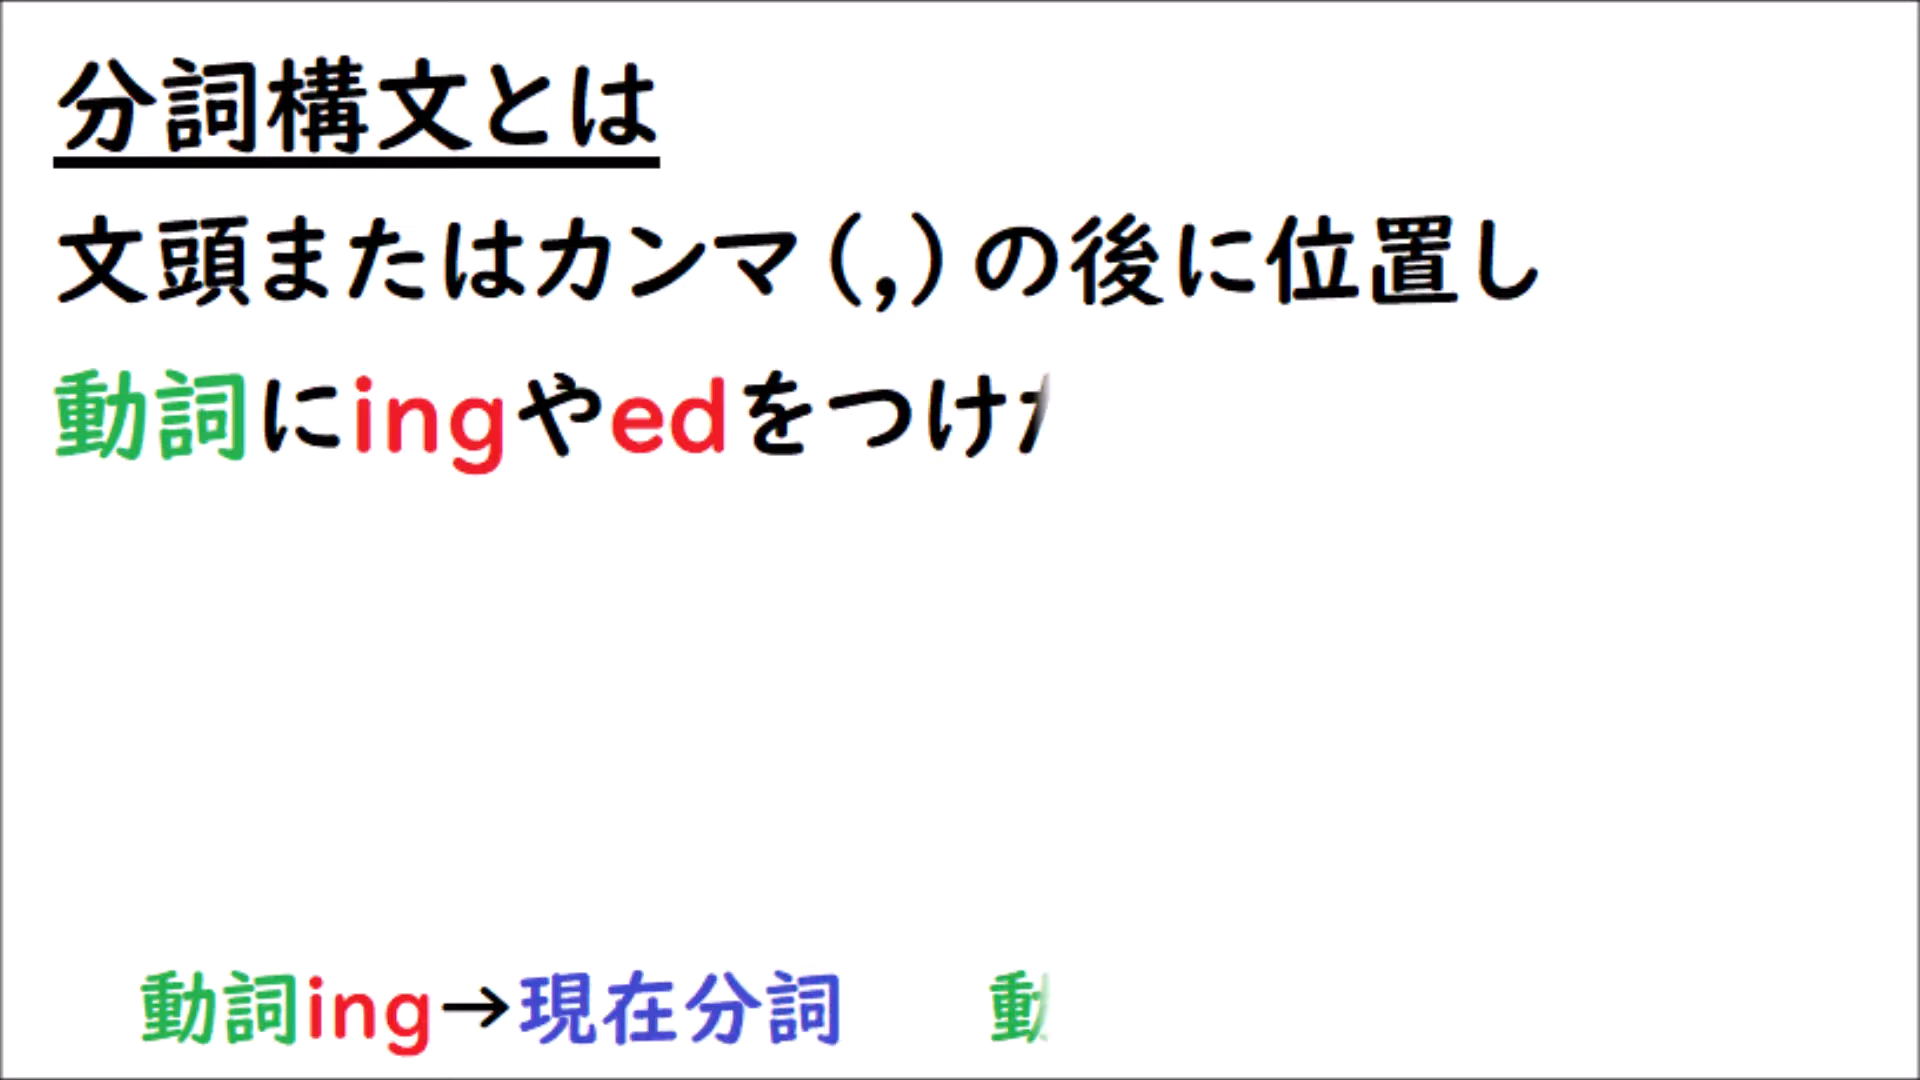 分詞構文とは
文頭またはカンマ(,)の後に位置し
動詞にingやedをつけ
動詞ing→現在分詞 動